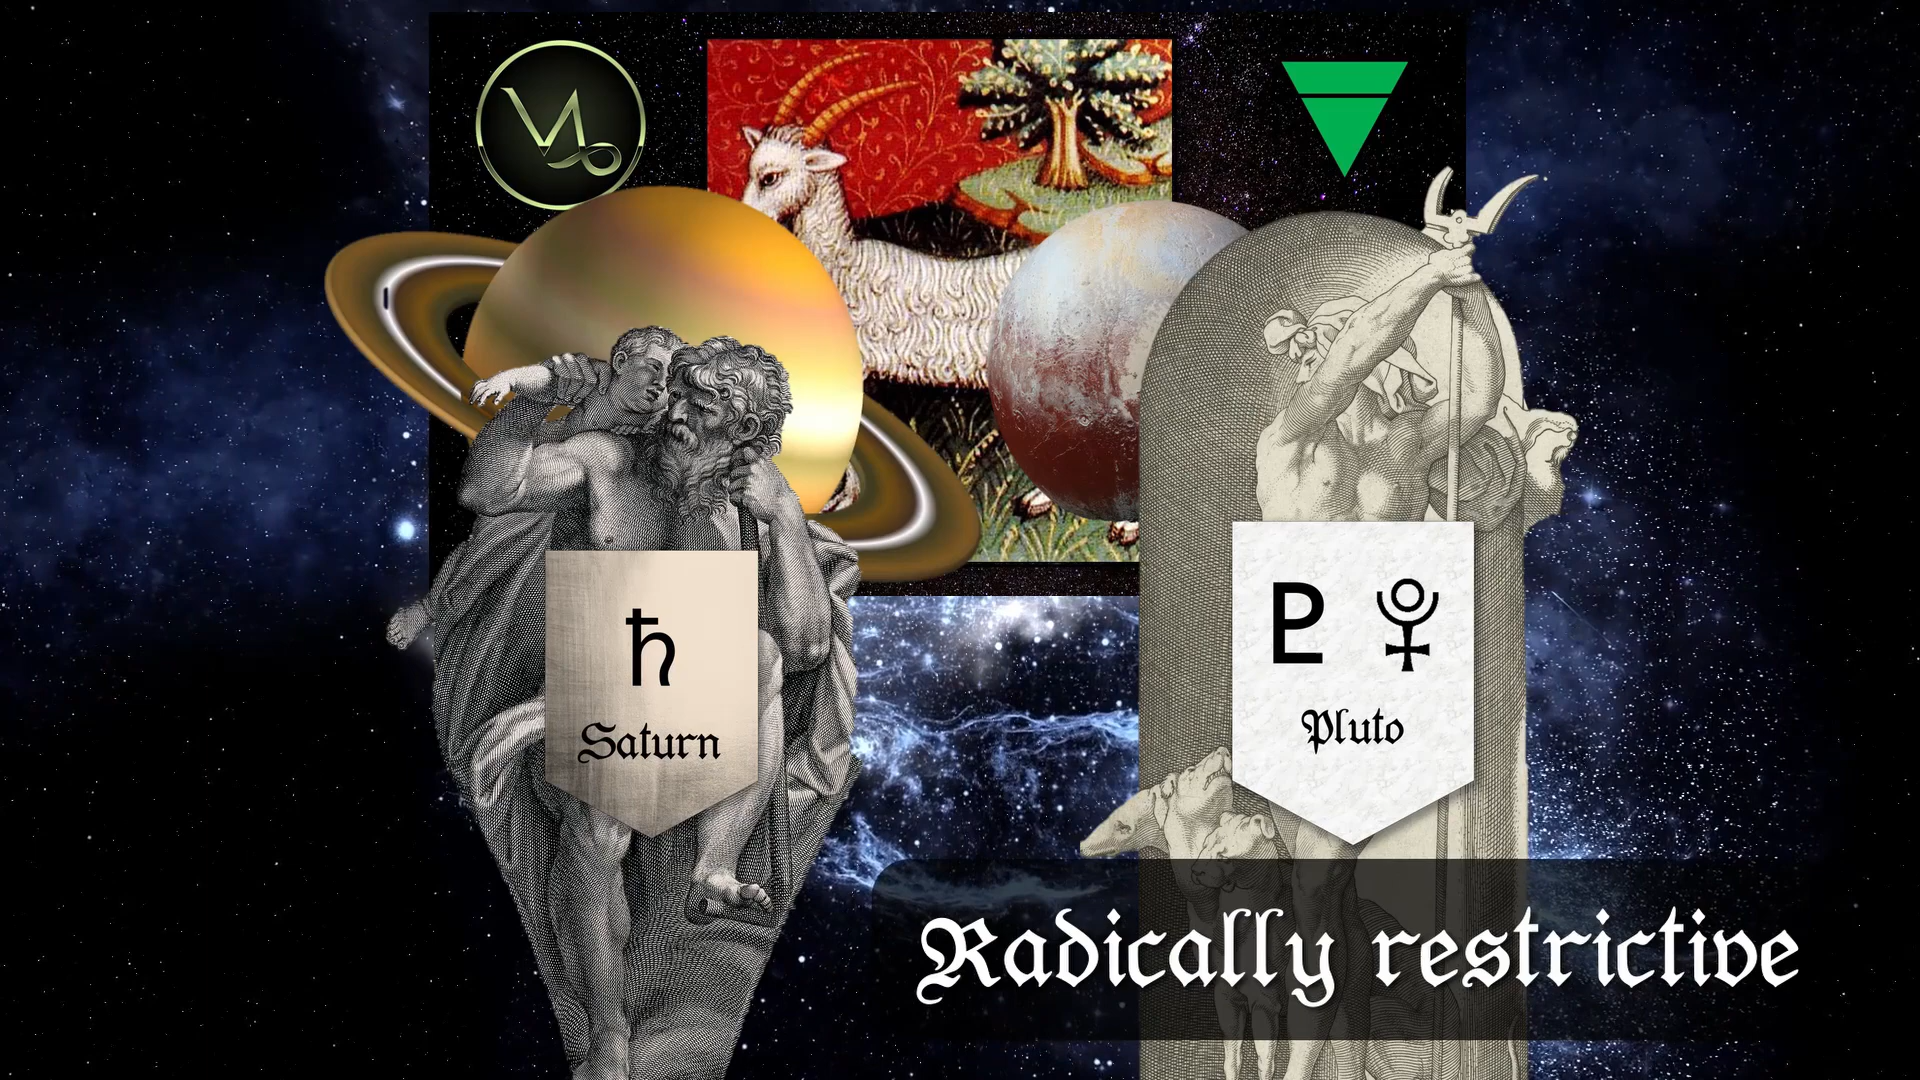 ♄
Saturn
♇ ⯓
Pluto
Radically restrictive